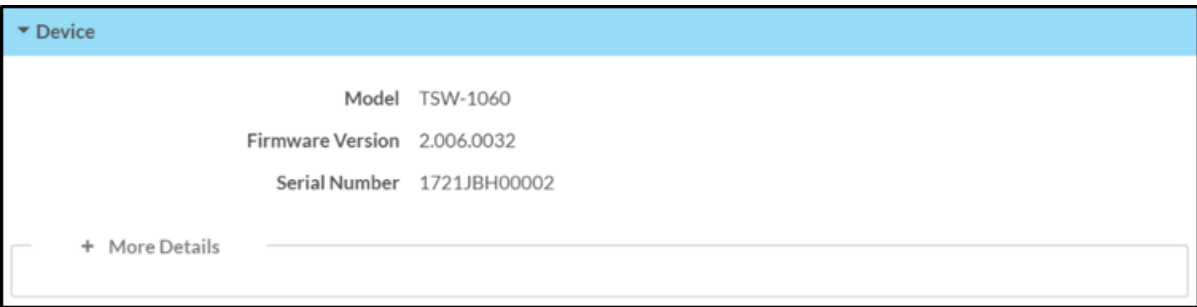 Device
Model TSW-1060
Firmware Version 2.006.0032
Serial Number 1721JBH00002
+ More Details